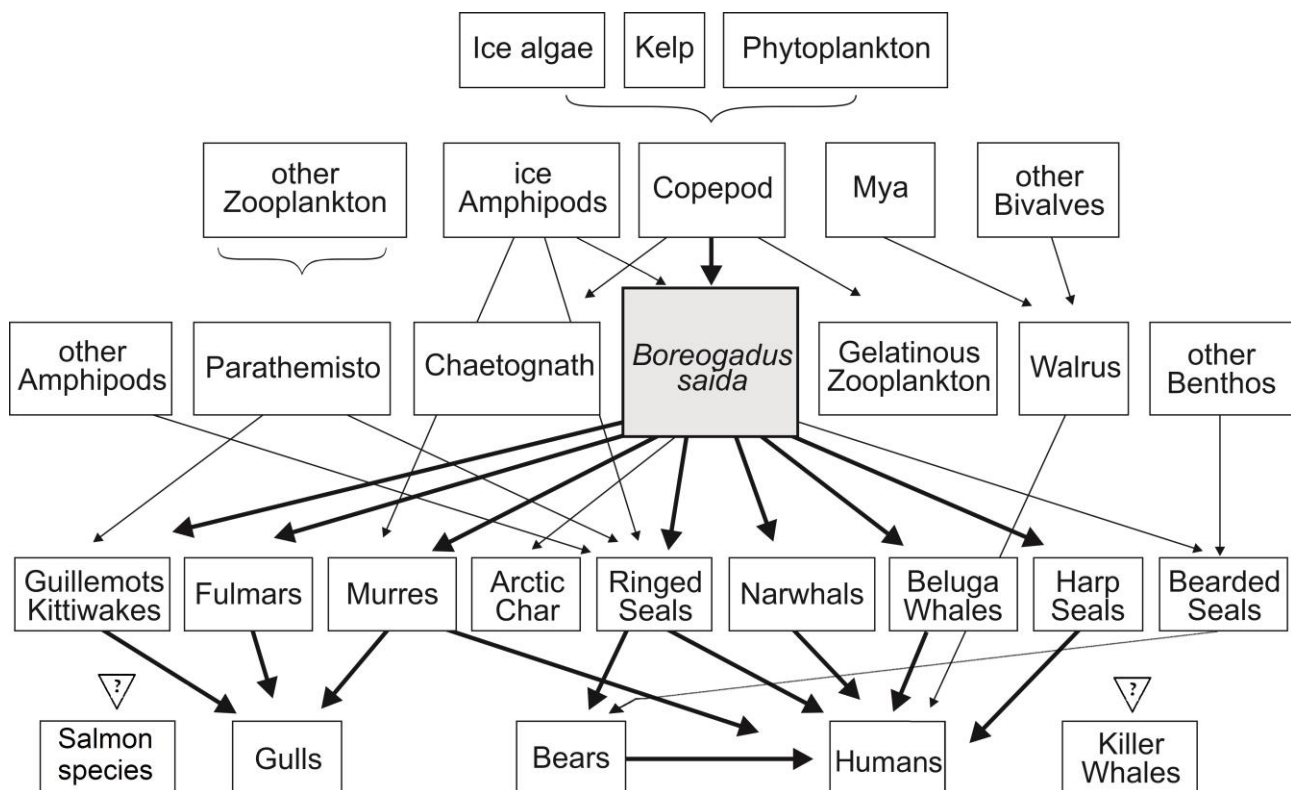 Ice algae
Kelp
Phytoplankton
other
Zooplankton
ice
Amphipods
Copepod
Mya
other
Bivalves
other
Amphipods
Parathemisto
Chaetognath
Boreogadus
saida
Gelatinous
Zooplankton
Walrus
other
Benthos
Guillemots
Kittiwakes
Fulmars
Murres
Arctic
Char
Ringed
Seals
Narwhals
Beluga
Whales
Harp
Seals
Bearded
Seals
?
Salmon
species
Gulls
Bears
Humans
?
Killer
Whales